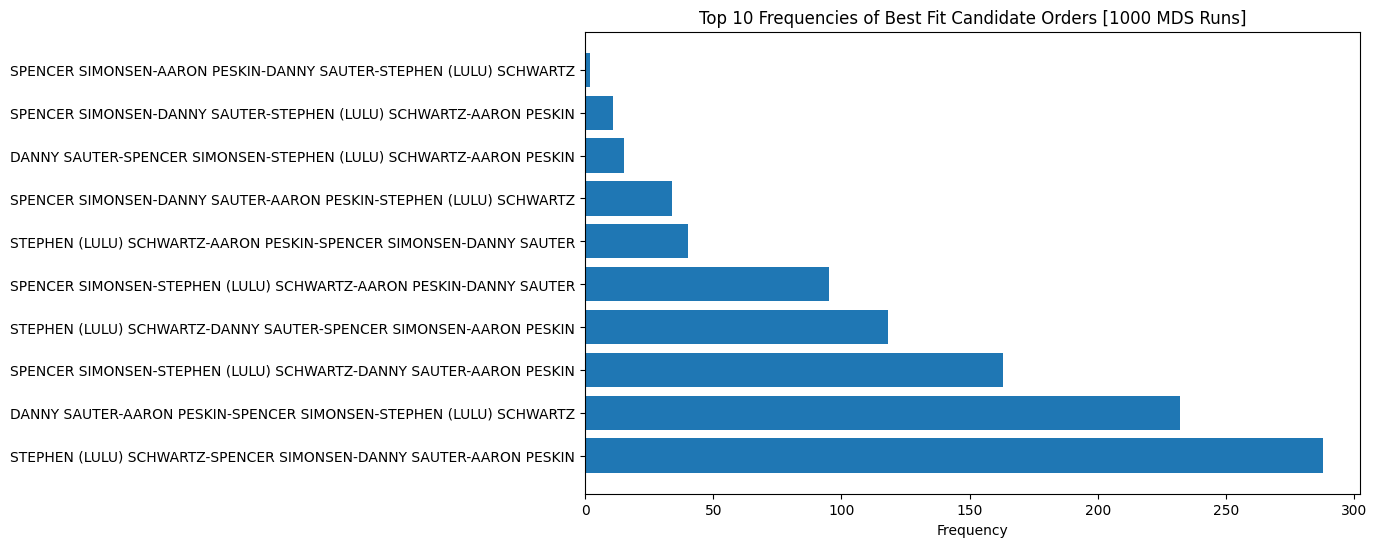 Top 10 Frequencies of Best Fit Candidate Orders [1000 MDS Runs]
SPENCER SIMONSEN-AARON PESKIN-DANNY SAUTER-STEPHEN (LULU) SCHWARTZ
SPENCER SIMONSEN-DANNY SAUTER-STEPHEN (LULU) SCHWARTZ-AARON PESKIN
DANNY SAUTER-SPENCER SIMONSEN-STEPHEN (LULU) SCHWARTZ-AARON PESKIN
SPENCER SIMONSEN-DANNY SAUTER-AARON PESKIN-STEPHEN (LULU) SCHWARTZ
STEPHEN (LULU) SCHWARTZ-AARON PESKIN-SPENCER SIMONSEN-DANNY SAUTER
SPENCER SIMONSEN-STEPHEN (LULU) SCHWARTZ-AARON PESKIN-DANNY SAUTER
STEPHEN (LULU) SCHWARTZ-DANNY SAUTER-SPENCER SIMONSEN-AARON PESKIN
SPENCER SIMONSEN-STEPHEN (LULU) SCHWARTZ-DANNY SAUTER-AARON PESKIN
DANNY SAUTER-AARON PESKIN-SPENCER SIMONSEN-STEPHEN (LULU) SCHWARTZ
STEPHEN (LULU) SCHWARTZ-SPENCER SIMONSEN-DANNY SAUTER-AARON PESKIN
0 50 100 150 200 250 300
Frequency